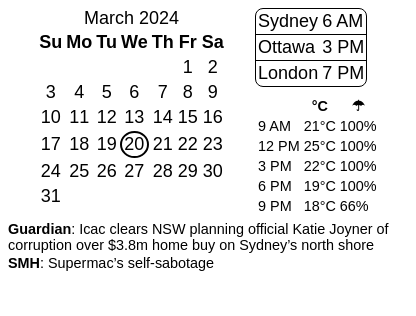 March 2024
Su Mo Tu We Th Fr Sa
1 2
3 4 5 6 7 8 9
10 11 12 13 14 15 16
17 18 19 20 21 22 23
24 25 26 27 28 29 30
31
Sydney 6 AM
Ottawa 3 PM
London 7 PM
°C ☂
9 AM 21°C 100%
12 PM 25°C 100%
3 PM 22°C 100%
6 PM 19°C 100%
9 PM 18°C 66%
Guardian: Icac clears NSW planning official Katie Joyner of
corruption over $3.8m home buy on Sydney’s north shore
SMH: Supermac’s self-sabotage